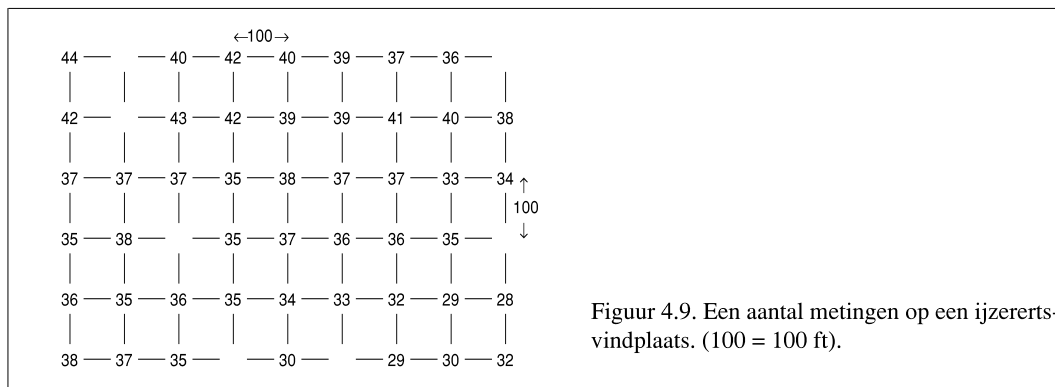 ←100→
44 40 42 40 39 37 36
42 43 42 39 39 41 40 38
37 37 37 35 38 37 37 33 34
100
35 38 35 37 36 36 35
36 35 36 35 34 33 32 29 28
38 37 35 30 29 30 32
Figuur 4.9. Een aantal metingen op een ijzererts-
vindplaats. (100 = 100 ft).